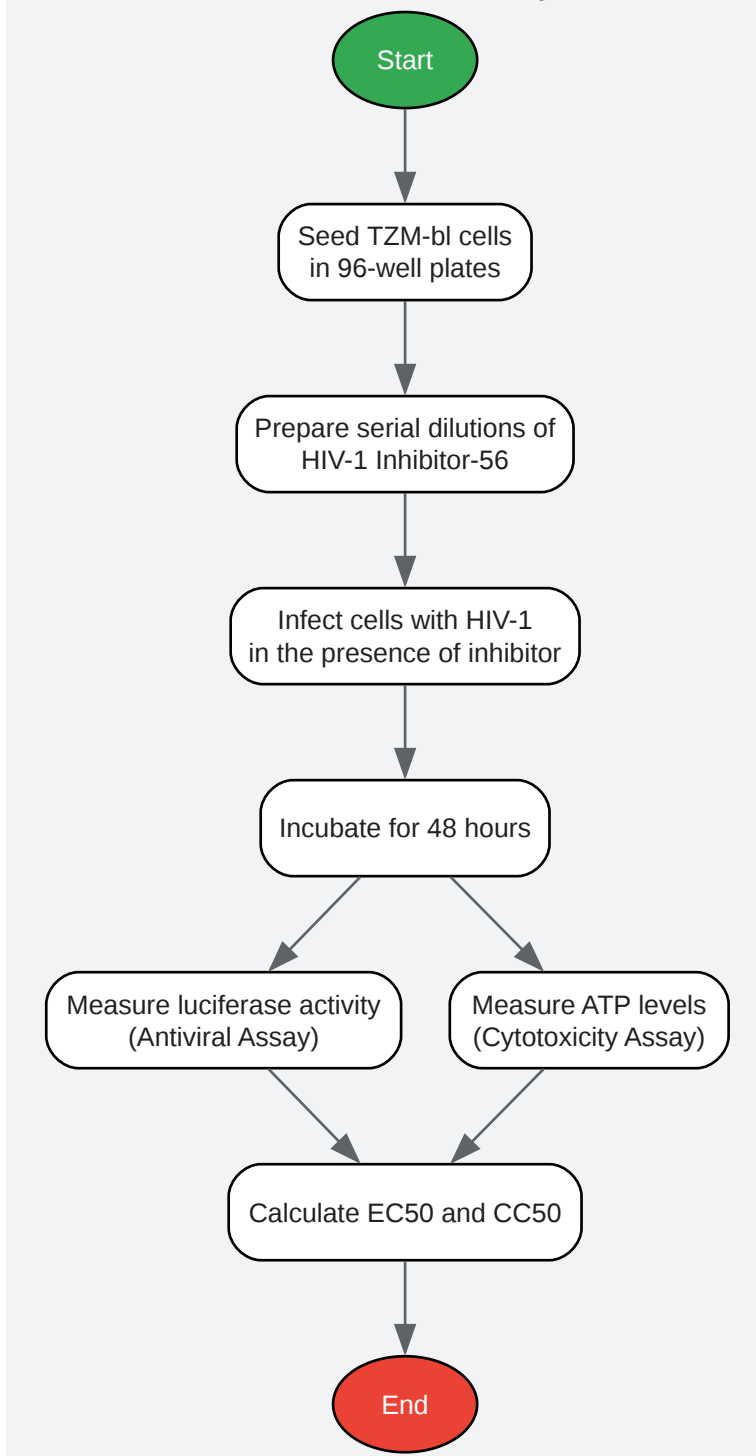 Start
Seed TZM-bl cells
in 96-well plates
Prepare serial dilutions of
HIV-1 Inhibitor-56
Infect cells with HIV-1
in the presence of inhibitor
Incubate for 48 hours
Measure luciferase activity
(Antiviral Assay)
Measure ATP levels
(Cytotoxicity Assay)
Calculate EC50 and CC50
End